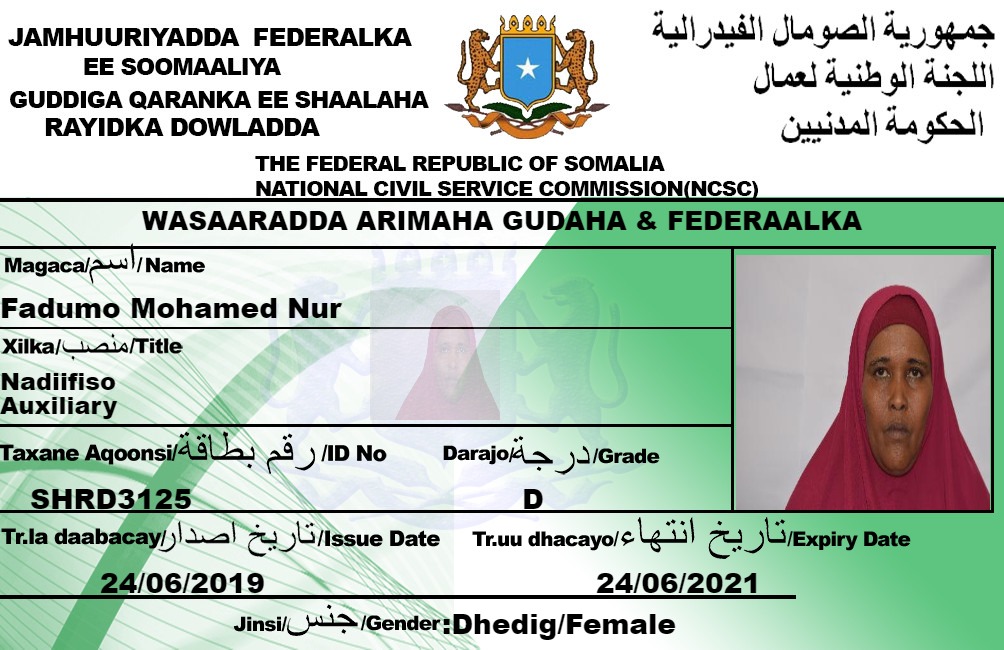 JAMHUURIYADDA FEDERALKA
EE SOOMAALIYA
GUDDIGA QARANKA EE SHAALAHA
RAYIDKA DOWLADDA
جمهورية الصومال الفيدرالية
اللجنة الوطنية لعمال
الحكومة المدنيين
THE FEDERAL REPUBLIC OF SOMALIA
NATIONAL CIVIL SERVICE COMMISSION(NCSC)
WASAARADDA ARIMAHA GUDAHA & FEDERAALKA
Magaca/اسم/Name
Fadumo Mohamed Nur
Xilka/منصب/Title
Nadiifiso
Auxiliary
Taxane Aqoonsi/رقم بطاقة/ID No
Darajo/درجة/Grade
SHRD3125
D
Tr.la daabacay/تاريخ اصدار/Issue Date
Tr.uu dhacayo/تاريخ انتهاء/Expiry Date
24/06/2019
24/06/2021
Jinsi/جنس/Gender:Dhedig/Female